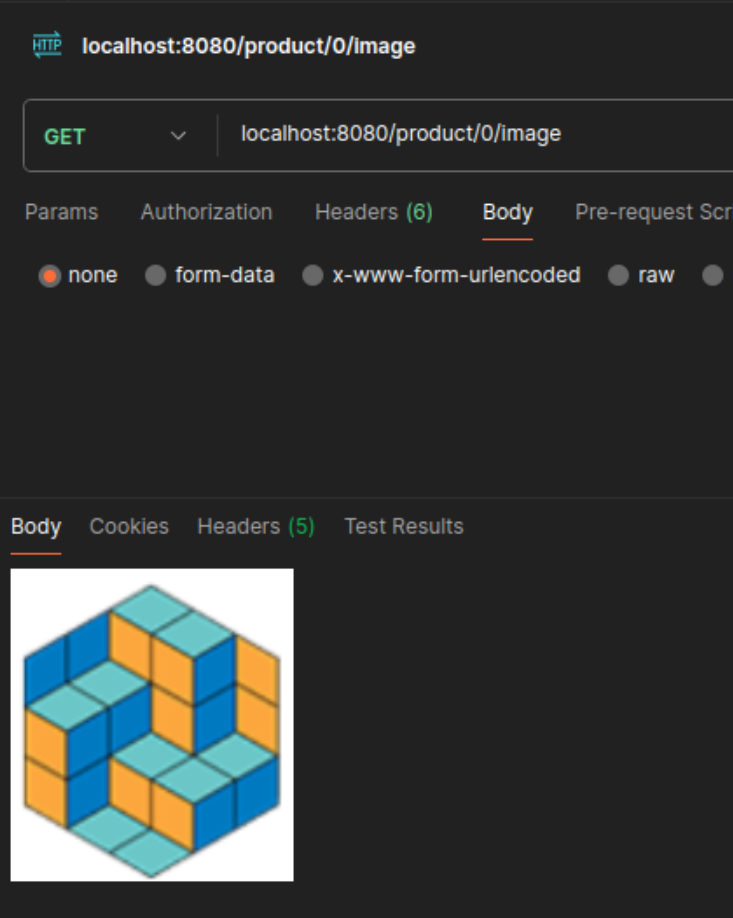 HTTP localhost:8080/product/0/image
GET localhost:8080/product/0/image
Params Authorization Headers (6) Body Pre-request Scr
none form-data x-www-form-urlencoded raw
Body Cookies Headers (5) Test Results